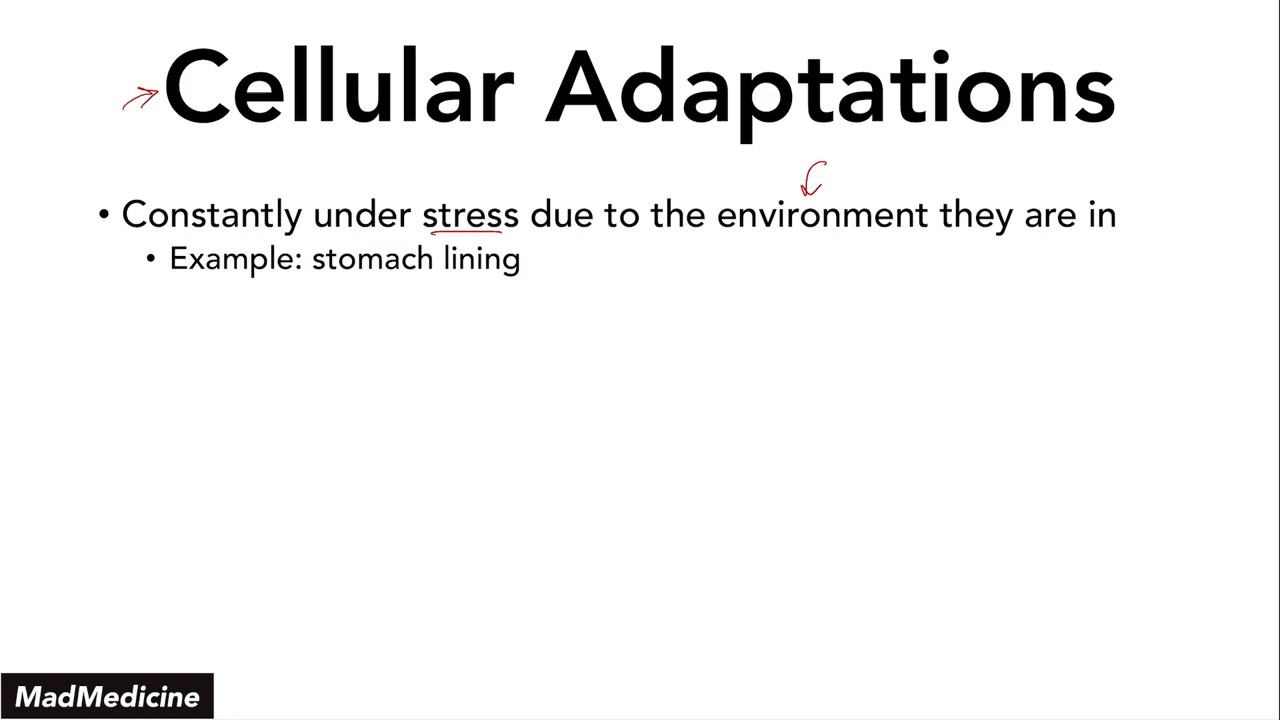 Cellular Adaptations
• Constantly under stress due to the environment they are in
• Example: stomach lining
MadMedicine